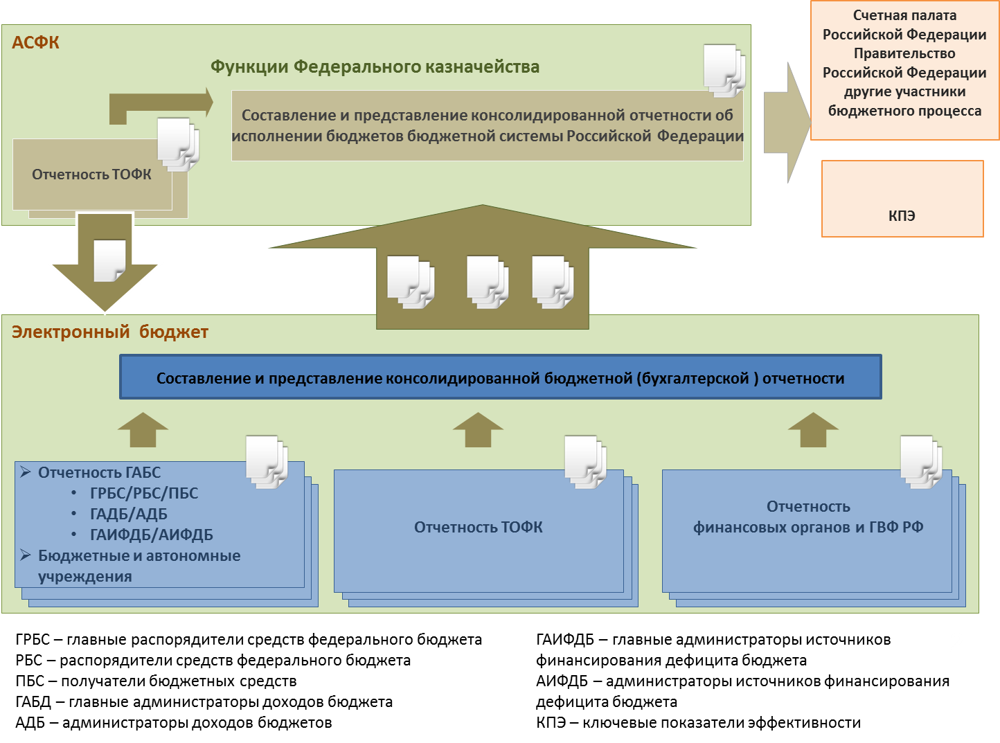 АСФК
Функции Федерального казначейства
Составление и представление консолидированной отчетности об
исполнении бюджетов бюджетной системы Российской Федерации
Отчетность ТОФК
Счетная палата
Российской Федерации
Правительство
Российской Федерации
другие участники
бюджетного процесса
КПЭ
Электронный бюджет
Составление и представление консолидированной бюджетной (бухгалтерской ) отчетности
➢ Отчетность ГАБС
• ГРБС/РБС/ПБС
• ГАДБ/АДБ
• ГАИФДБ/АИФДБ
➢ Бюджетные и автономные
учреждения
Отчетность ТОФК
Отчетность
финансовых органов и ГВФ РФ
ГРБС – главные распорядители средств федерального бюджета
РБС – распорядители средств федерального бюджета
ПБС – получатели бюджетных средств
ГАБД – главные администраторы доходов бюджета
АДБ – администраторы доходов бюджетов
ГАИФДБ – главные администраторы источников
финансирования дефицита бюджета
АИФДБ – администраторы источников финансирования
дефицита бюджета
КПЭ – ключевые показатели эффективности